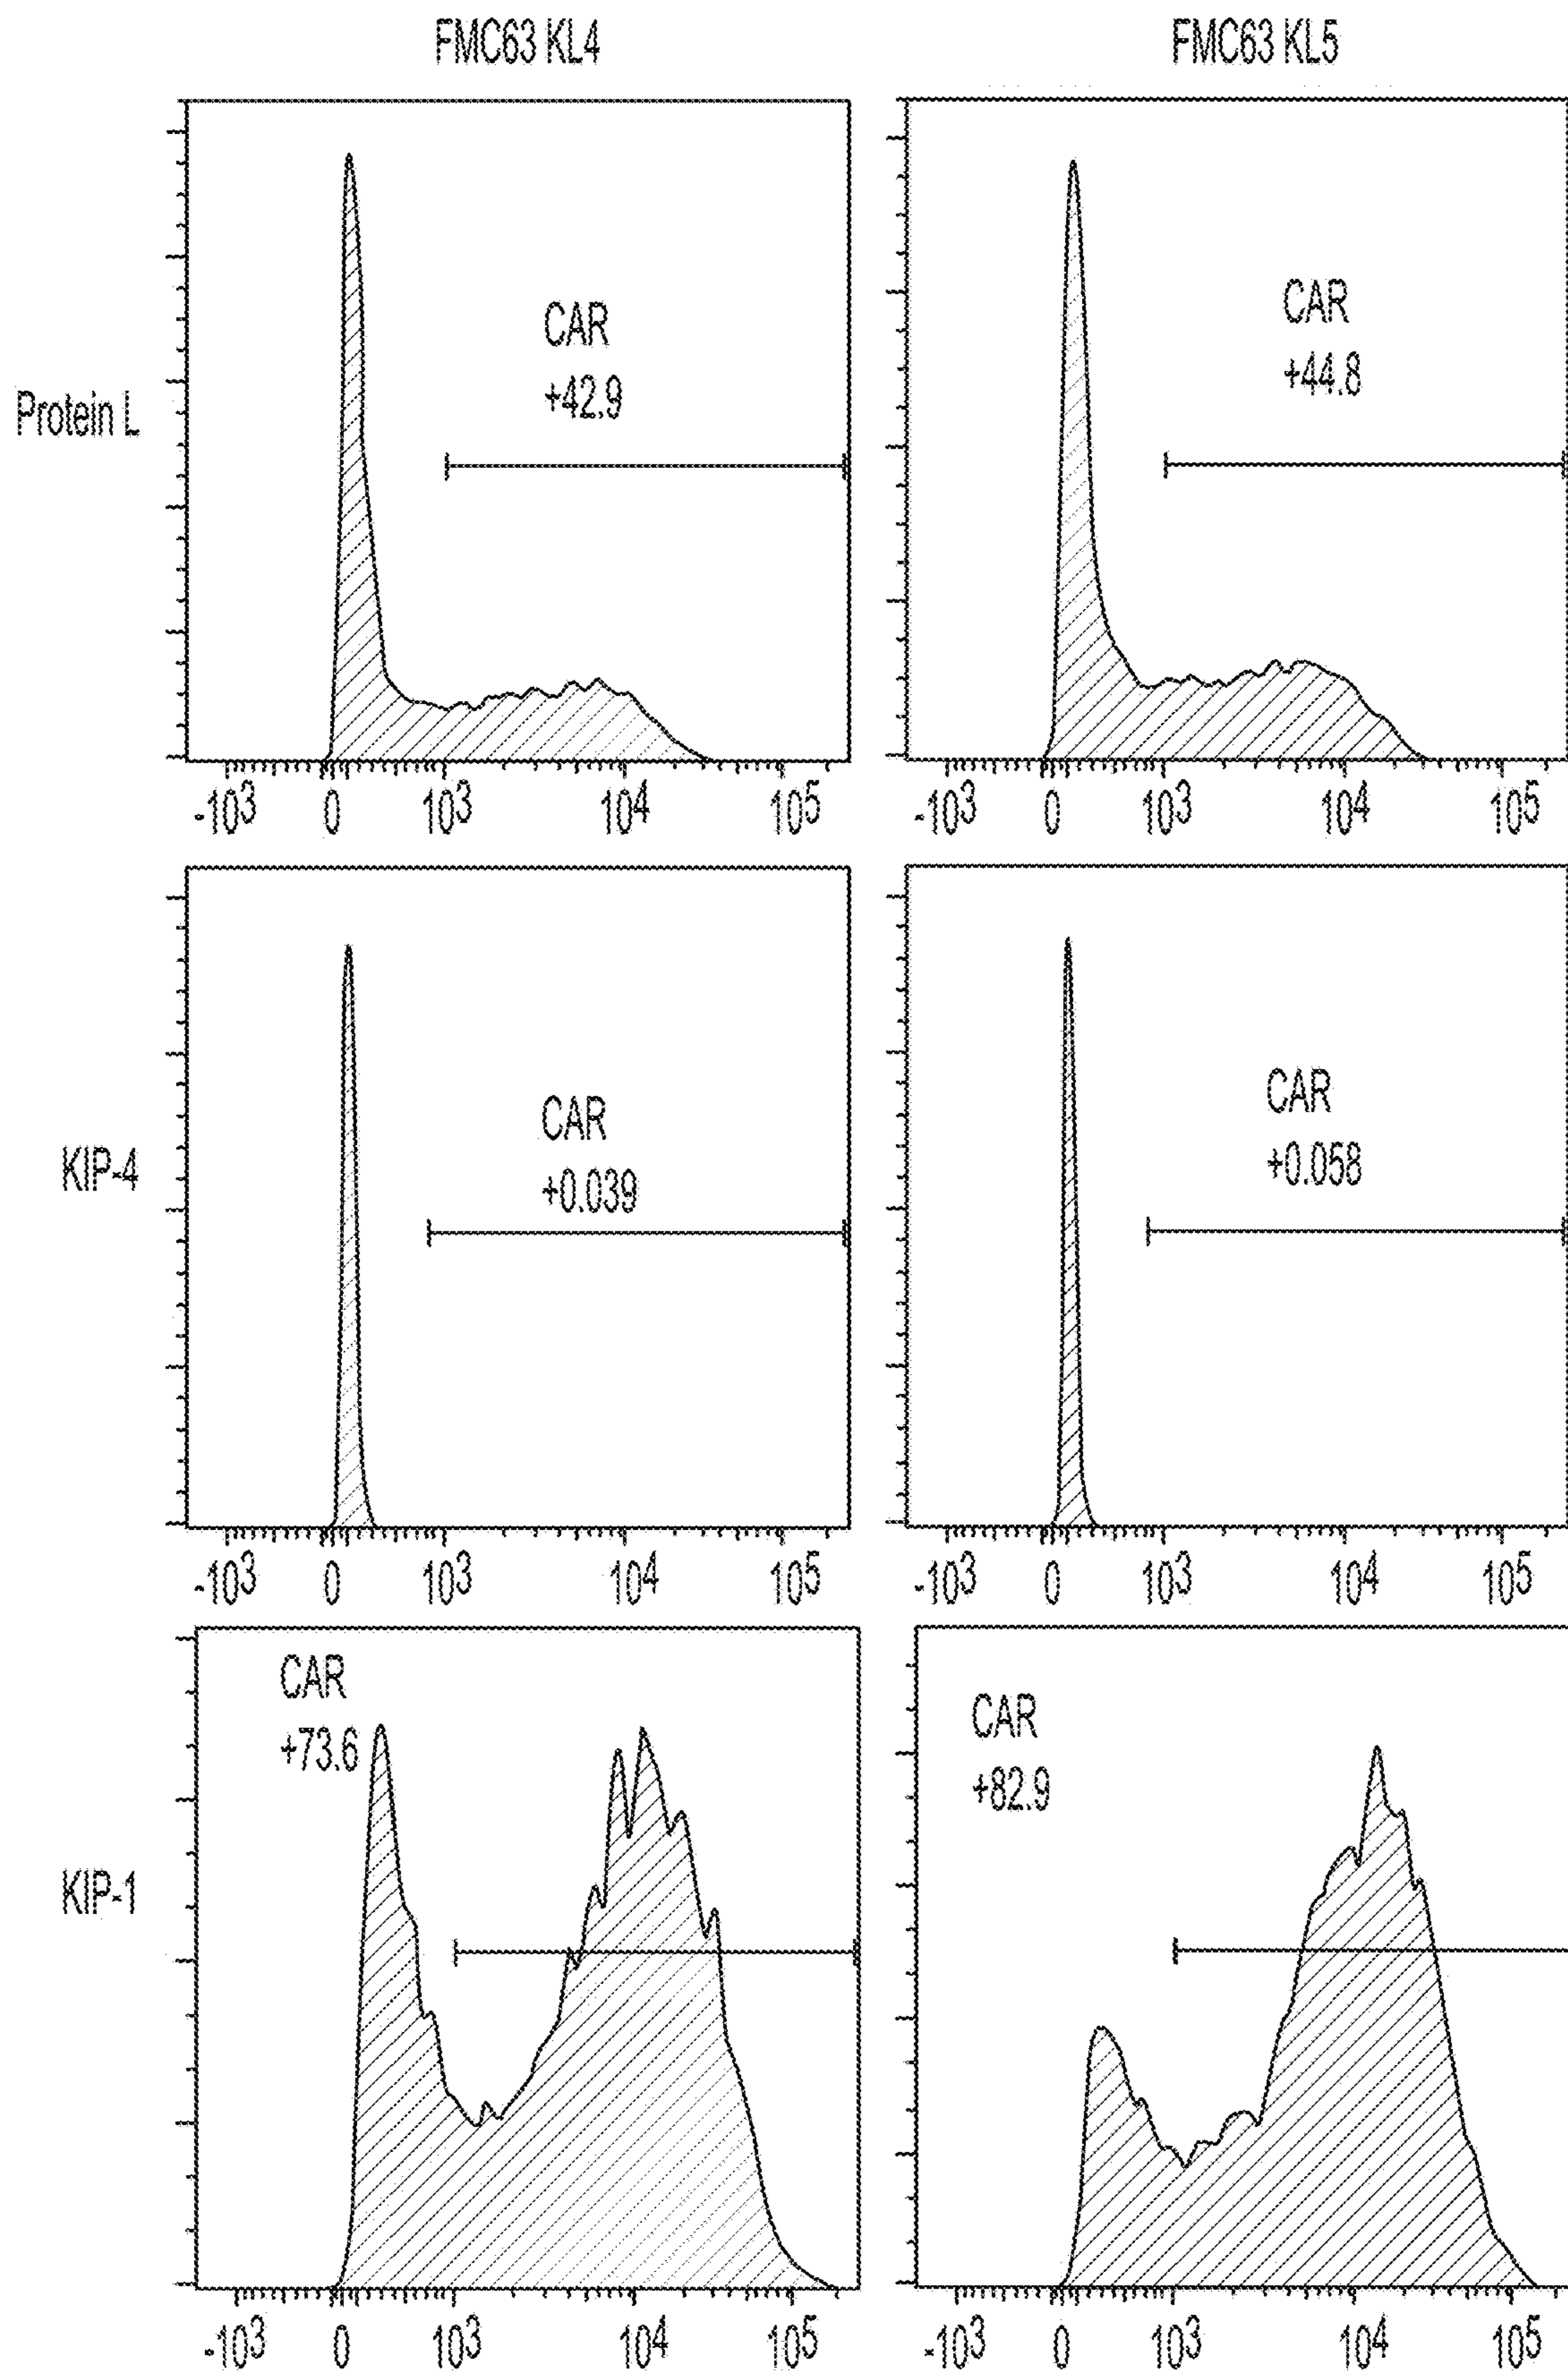 FMC63 KL4
FMC63 KL5
Protein L
CAR
+42.9
CAR
+44.8
-10³ 0 10³ 10⁴ 10⁵
-10³ 0 10³ 10⁴ 10⁵
KIP-4
CAR
+0.039
CAR
+0.058
-10³ 0 10³ 10⁴ 10⁵
-10³ 0 10³ 10⁴ 10⁵
KIP-1
CAR
+73.6
CAR
+82.9
-10³ 0 10³ 10⁴ 10⁵
-10³ 0 10³ 10⁴ 10⁵